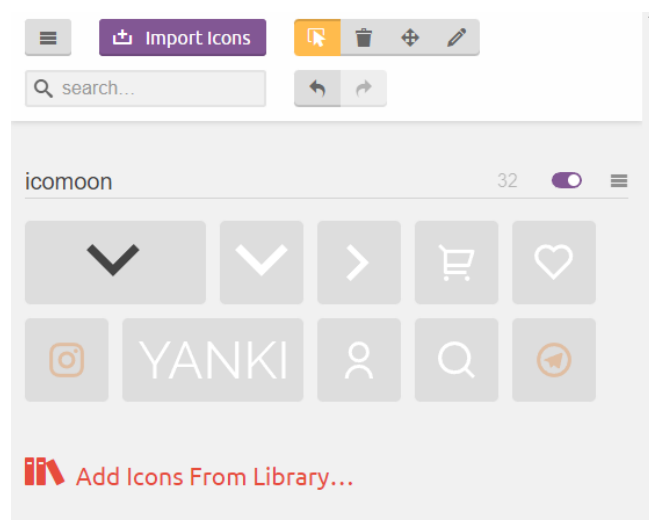 Import Icons
search...
icomoon 32
YANKI
Add Icons From Library...